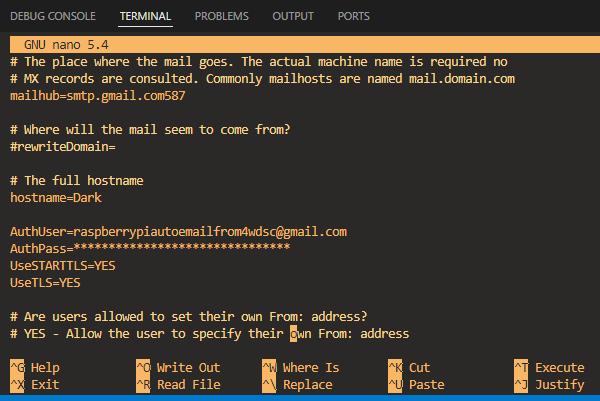 DEBUG CONSOLE TERMINAL PROBLEMS OUTPUT PORTS
GNU nano 5.4
# The place where the mail goes. The actual machine name is required no
# MX records are consulted. Commonly mailhosts are named mail.domain.com
mailhub=smtp.gmail.com587
# Where will the mail seem to come from?
#rewriteDomain=
# The full hostname
hostname=Dark
AuthUser=raspberrypiautoemailfrom4wdsc@gmail.com
AuthPass=*******************************
UseSTARTTLS=YES
UseTLS=YES
# Are users allowed to set their own From: address?
# YES - Allow the user to specify their own From: address
^G Help ^O Write Out ^W Where Is ^K Cut ^T Execute
^X Exit ^R Read File ^\ Replace ^U Paste ^J Justify